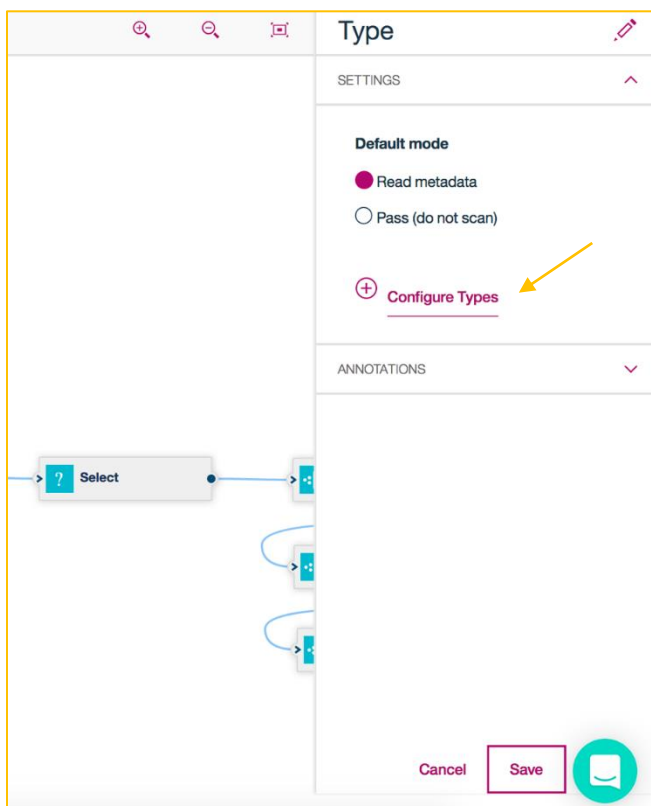 Type
SETTINGS
Default mode
Read metadata
Pass (do not scan)
Configure Types
ANNOTATIONS
? Select
Cancel
Save